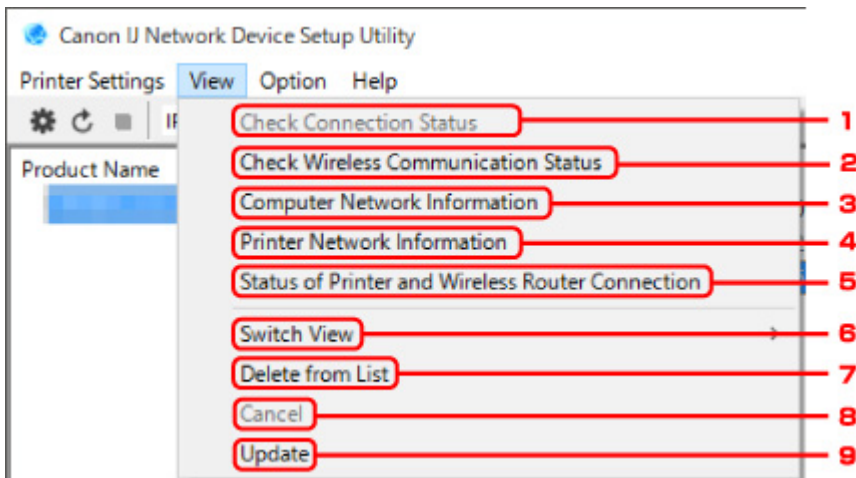 Canon IJ Network Device Setup Utility
Printer Settings View Option Help
Product Name
Check Connection Status 1
Check Wireless Communication Status 2
Computer Network Information 3
Printer Network Information 4
Status of Printer and Wireless Router Connection 5
Switch View 6
Delete from List 7
Cancel 8
Update 9